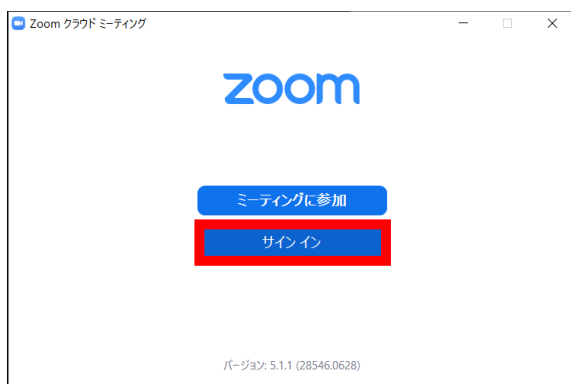 Zoom クラウド ミーティング
zoom
ミーティングに参加
サイン イン
バージョン: 5.1.1 (28546.0628)